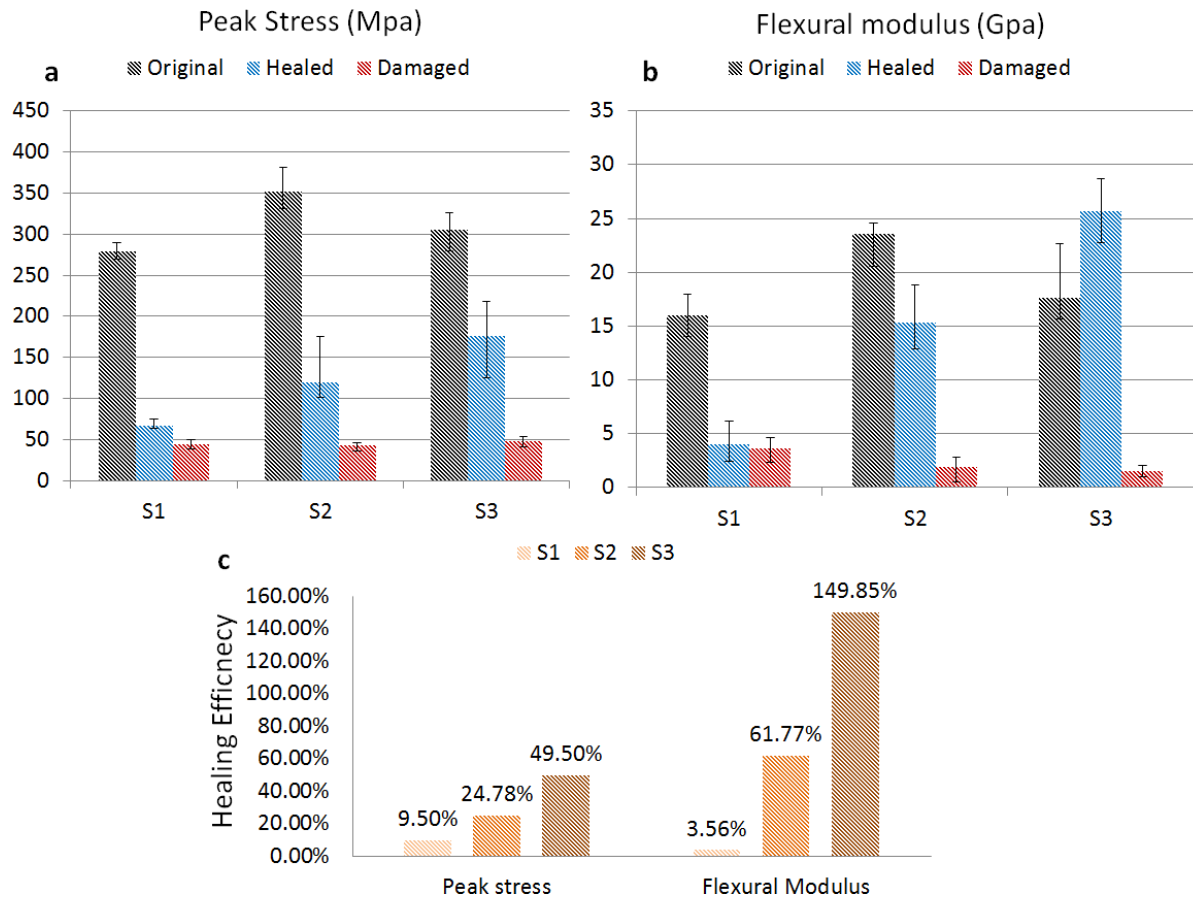 Peak Stress (Mpa)
a
Original Healed Damaged
450
400
350
300
250
200
150
100
50
0
S1 S2 S3
Flexural modulus (Gpa)
b
Original Healed Damaged
35
30
25
20
15
10
5
0
S1 S2 S3
c
S1 S2 S3
Healing Efficnecy
160.00%
140.00%
120.00%
100.00%
80.00%
60.00%
40.00%
20.00%
0.00%
9.50%
24.78%
49.50%
3.56%
61.77%
149.85%
Peak stress
Flexural Modulus